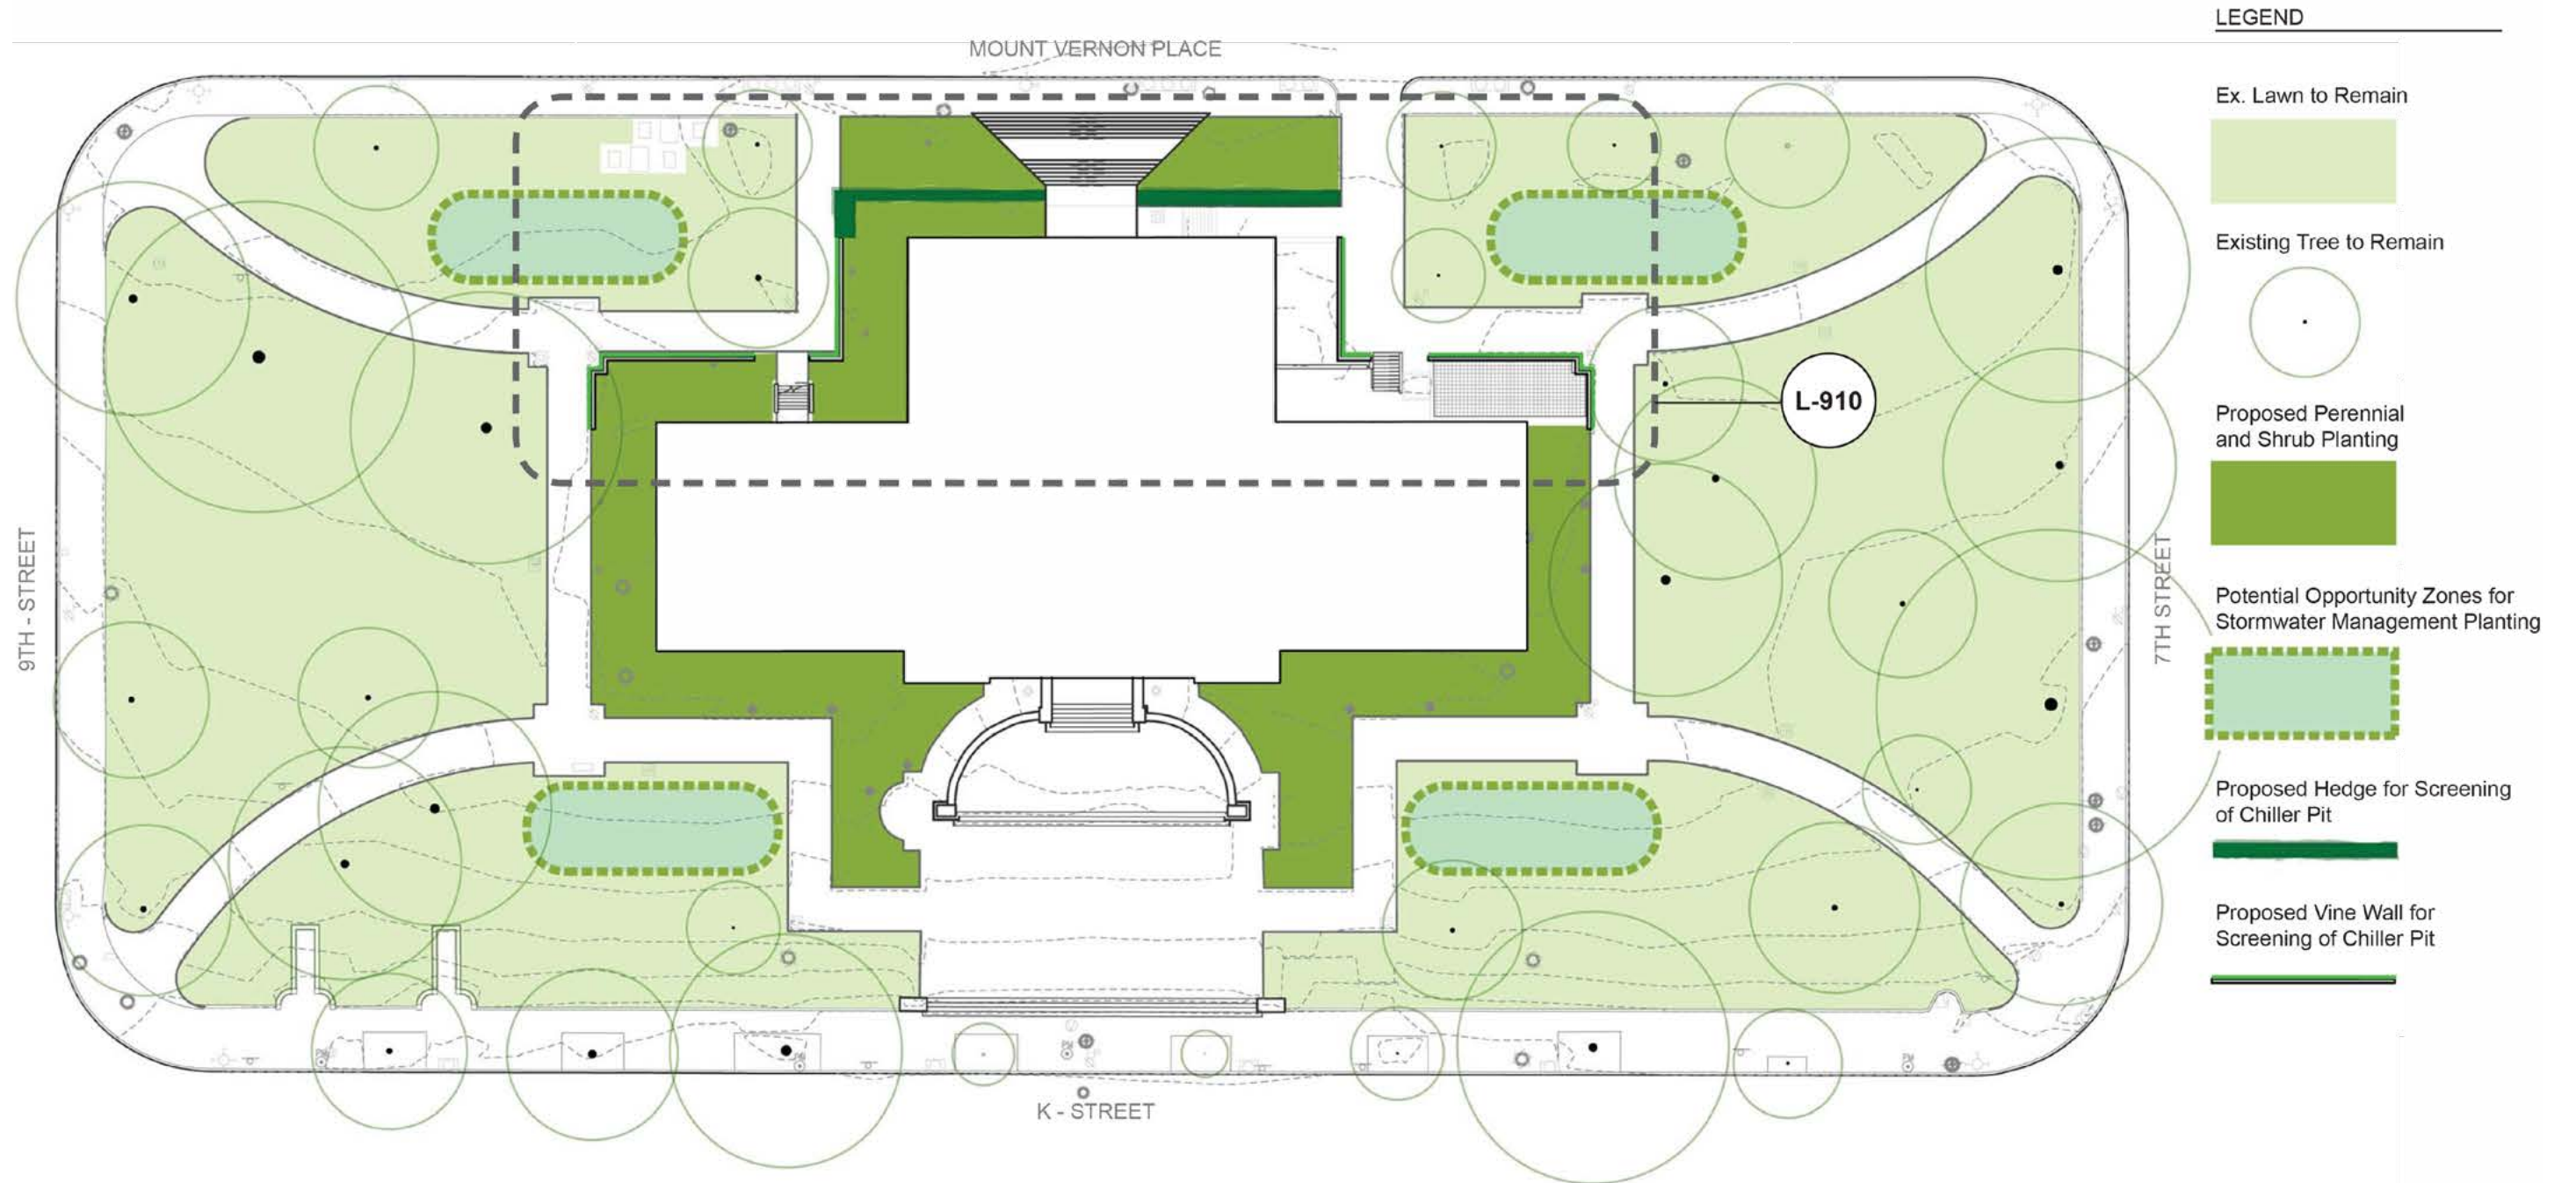 LEGEND
MOUNT VERNON PLACE
Ex. Lawn to Remain
Existing Tree to Remain
L-910
Proposed Perennial
and Shrub Planting
9TH - STREET
7TH STREET
Potential Opportunity Zones for
Stormwater Management Planting
Proposed Hedge for Screening
of Chiller Pit
Proposed Vine Wall for
Screening of Chiller Pit
K - STREET